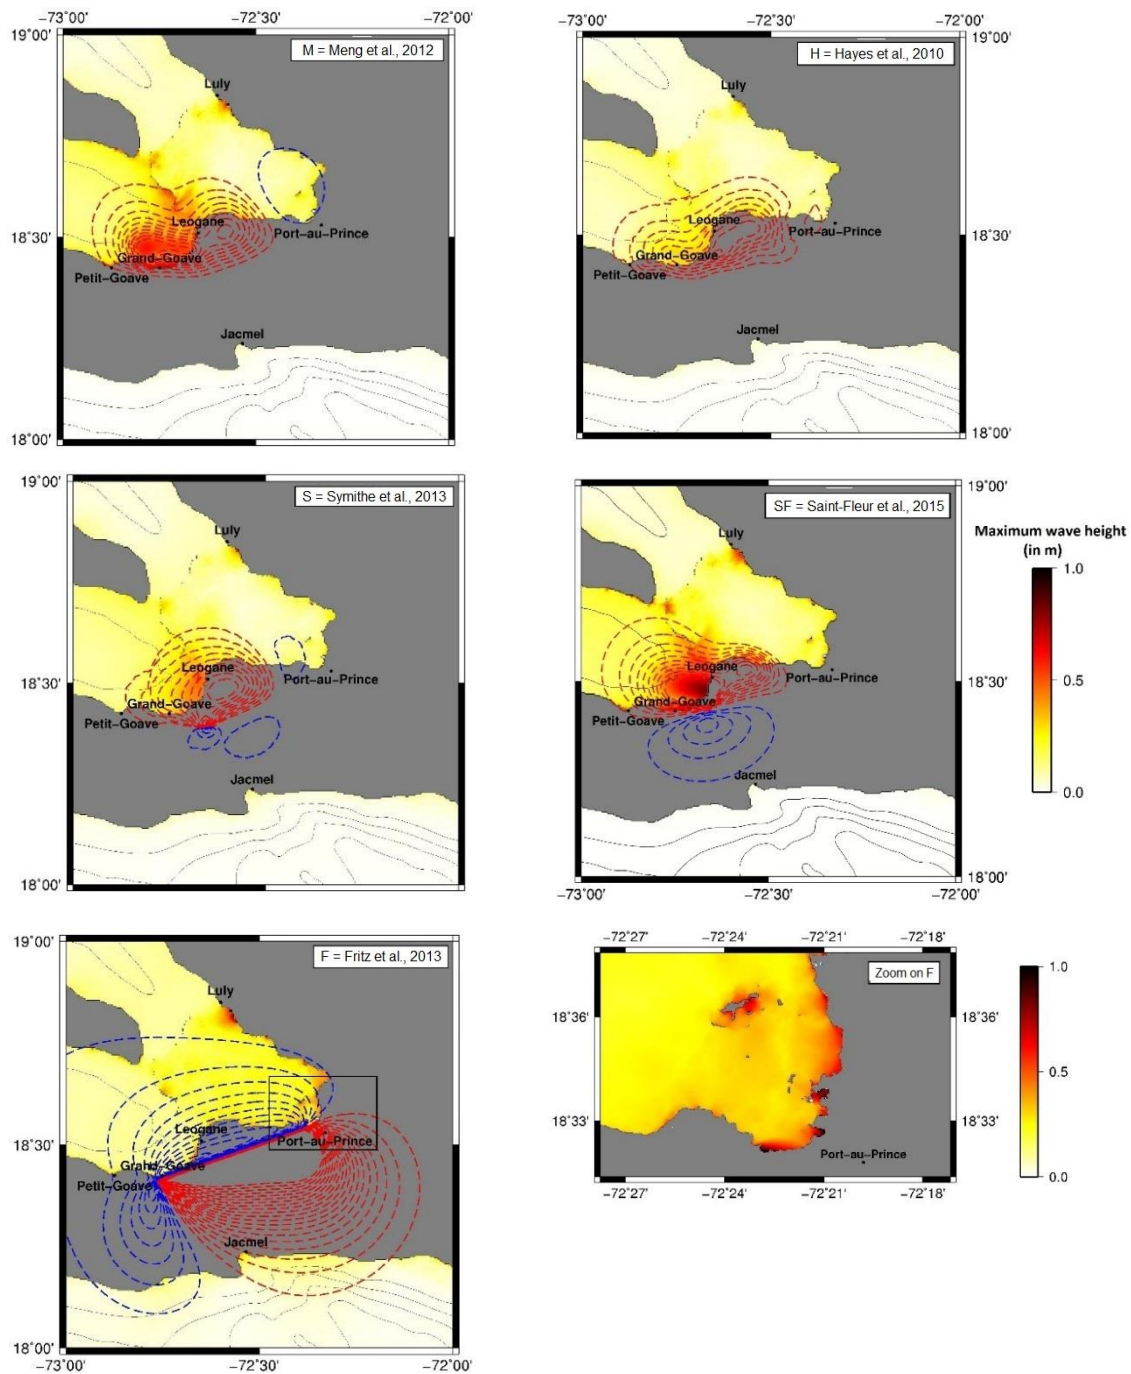 −73˚00' −72˚30' −72˚00'
19˚00'
M = Meng et al., 2012
Luly
Leogane
18˚30'
Port−au−Prince
Grand−Goave
Petit−Goave
Jacmel
18˚00'
−73˚00' −72˚30' −72˚00'
−73˚00' −72˚30' −72˚00'
19˚00'
H = Hayes et al., 2010
Luly
Leogane
18˚30'
Port−au−Prince
Grand−Goave
Petit−Goave
Jacmel
18˚00'
19˚00'
S = Symithe et al., 2013
Luly
Leogane
18˚30'
Port−au−Prince
Grand−Goave
Petit−Goave
Jacmel
18˚00'
19˚00'
SF = Saint-Fleur et al., 2015
Luly
Leogane
18˚30'
Port−au−Prince
Grand−Goave
Petit−Goave
Jacmel
18˚00'
−73˚00' −72˚30' −72˚00'
Maximum wave height
(in m)
1.0
0.5
0.0
19˚00'
F = Fritz et al., 2013
Luly
Leogane
18˚30'
Port−au−Prince
Grand−Goave
Petit−Goave
Jacmel
18˚00'
−73˚00' −72˚30' −72˚00'
−72˚27' −72˚24' −72˚21' −72˚18'
Zoom on F
18˚36' 18˚36'
18˚33' 18˚33'
Port−au−Prince
−72˚27' −72˚24' −72˚21' −72˚18'
1.0
0.5
0.0